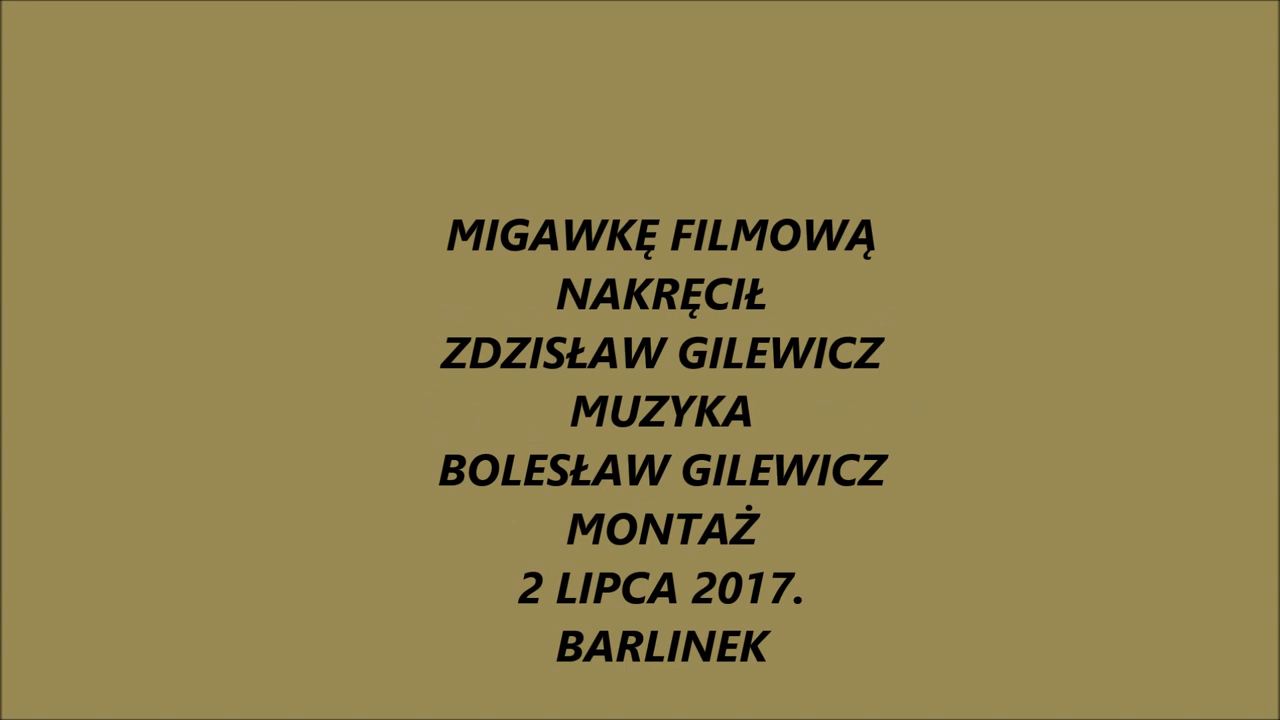 MIGAWKĘ FILMOWĄ
NAKRĘCIŁ
ZDZISŁAW GILEWICZ
MUZYKA
BOLESŁAW GILEWICZ
MONTAŻ
2 LIPCA 2017.
BARLINEK